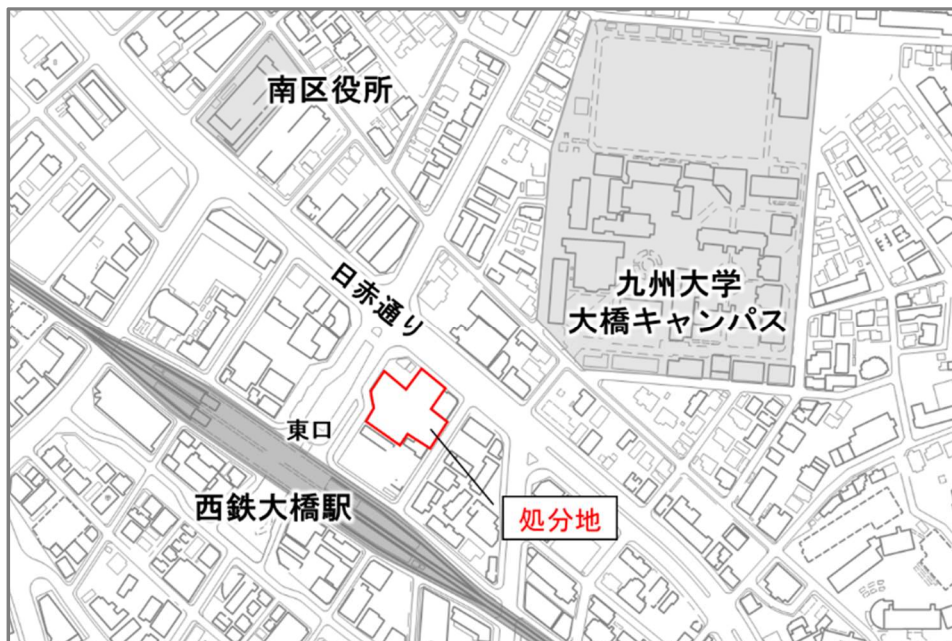 南区役所
日赤通り
九州大学
大橋キャンパス
東口
西鉄大橋駅
処分地